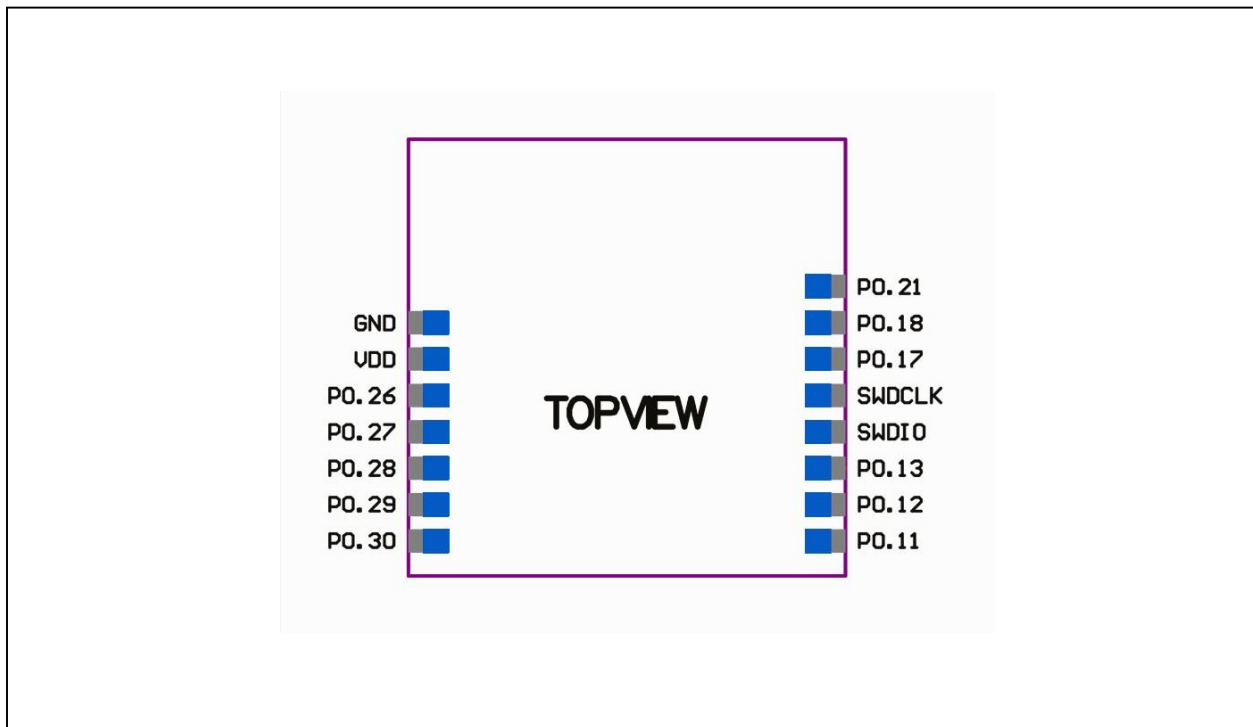 P0.21
GND
P0.18
VDD
P0.17
P0.26
SWDCLK
TOPVIEW
P0.27
SWDIO
P0.28
P0.13
P0.29
P0.12
P0.30
P0.11